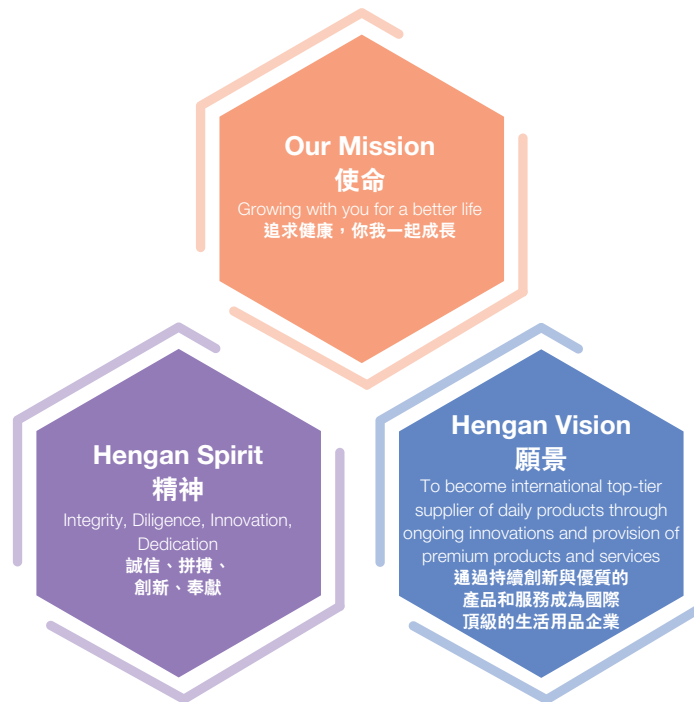 Our Mission
使命
Growing with you for a better life
追求健康，你我一起成長
Hengan Spirit
精神
Integrity, Diligence, Innovation,
Dedication
誠信、拼搏、
創新、奉獻
Hengan Vision
願景
To become international top-tier
supplier of daily products through
ongoing innovations and provision of
premium products and services
通過持續創新與優質的
產品和服務成為國際
頂級的生活用品企業